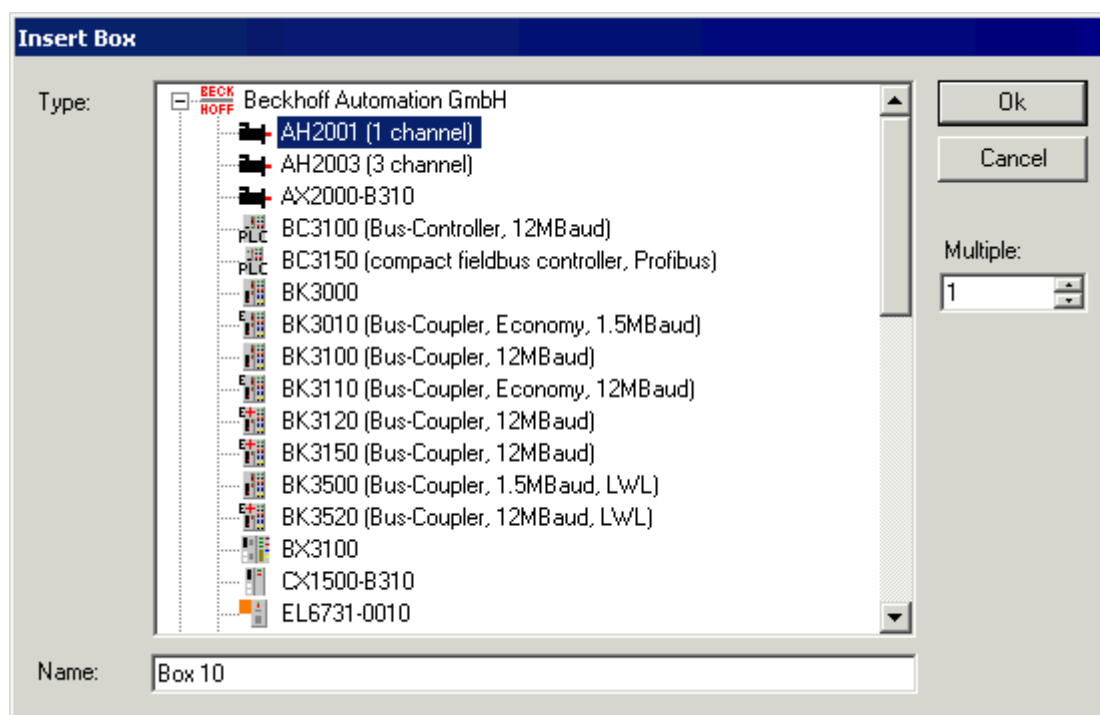 Insert Box
Type:
BECK
HOFF
Beckhoff Automation GmbH
AH2001 (1 channel)
AH2003 (3 channel)
AX2000-B310
PLC
BC3100 (Bus-Controller, 12MBaud)
PLC
BC3150 (compact fieldbus controller, Profibus)
BK3000
E
BK3010 (Bus-Coupler, Economy, 1.5MBaud)
BK3100 (Bus-Coupler, 12MBaud)
E
BK3110 (Bus-Coupler, Economy, 12MBaud)
E+
BK3120 (Bus-Coupler, 12MBaud)
E+
BK3150 (Bus-Coupler, 12MBaud)
BK3500 (Bus-Coupler, 1.5MBaud, LWL)
E+
BK3520 (Bus-Coupler, 12MBaud, LWL)
BX3100
CX1500-B310
EL6731-0010
Ok
Cancel
Multiple:
1
Name:
Box 10